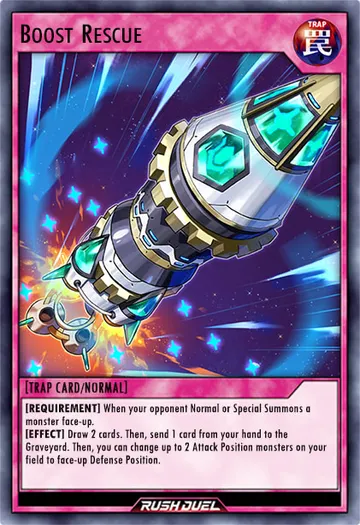 BOOST RESCUE
TRAP
罠
[TRAP CARD/NORMAL]
[REQUIREMENT] When your opponent Normal or Special Summons
a monster face-up.
[EFFECT] Draw 2 cards. Then, send 1 card from your hand to the
Graveyard. Then, you can change up to 2 Attack Position monsters on
your field to face-up Defense Position.
RUSH DUEL